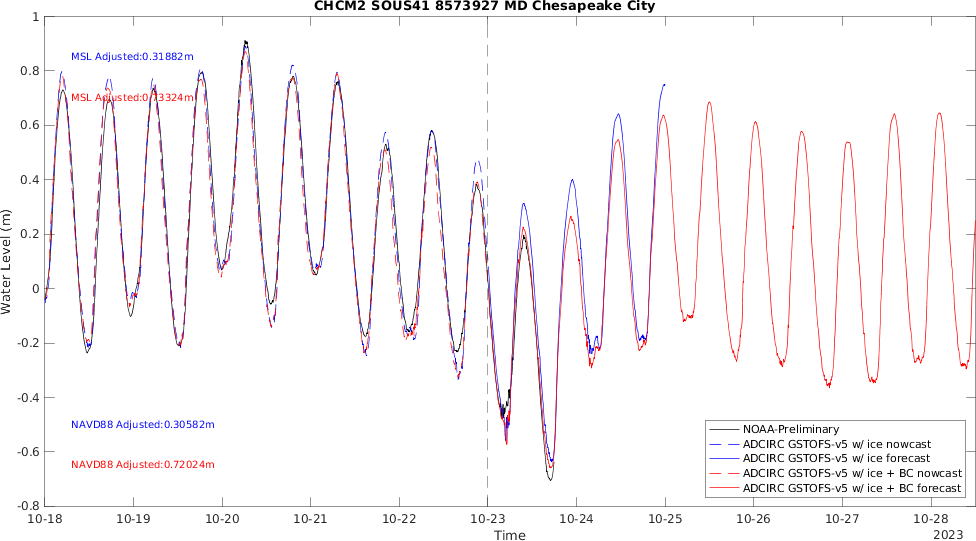 CHCM2 SOUS41 8573927 MD Chesapeake City
1
0.8
0.6
0.4
0.2
0
-0.2
-0.4
-0.6
-0.8
Water Level (m)
MSL Adjusted:0.31882m
MSL Adjusted:0.73324m
NAVD88 Adjusted:0.30582m
NAVD88 Adjusted:0.72024m
NOAA-Preliminary
ADCIRC GSTOFS-v5 w/ ice nowcast
ADCIRC GSTOFS-v5 w/ ice forecast
ADCIRC GSTOFS-v5 w/ ice + BC nowcast
ADCIRC GSTOFS-v5 w/ ice + BC forecast
10-18 10-19 10-20 10-21 10-22 10-23 10-24 10-25 10-26 10-27 10-28
Time
2023